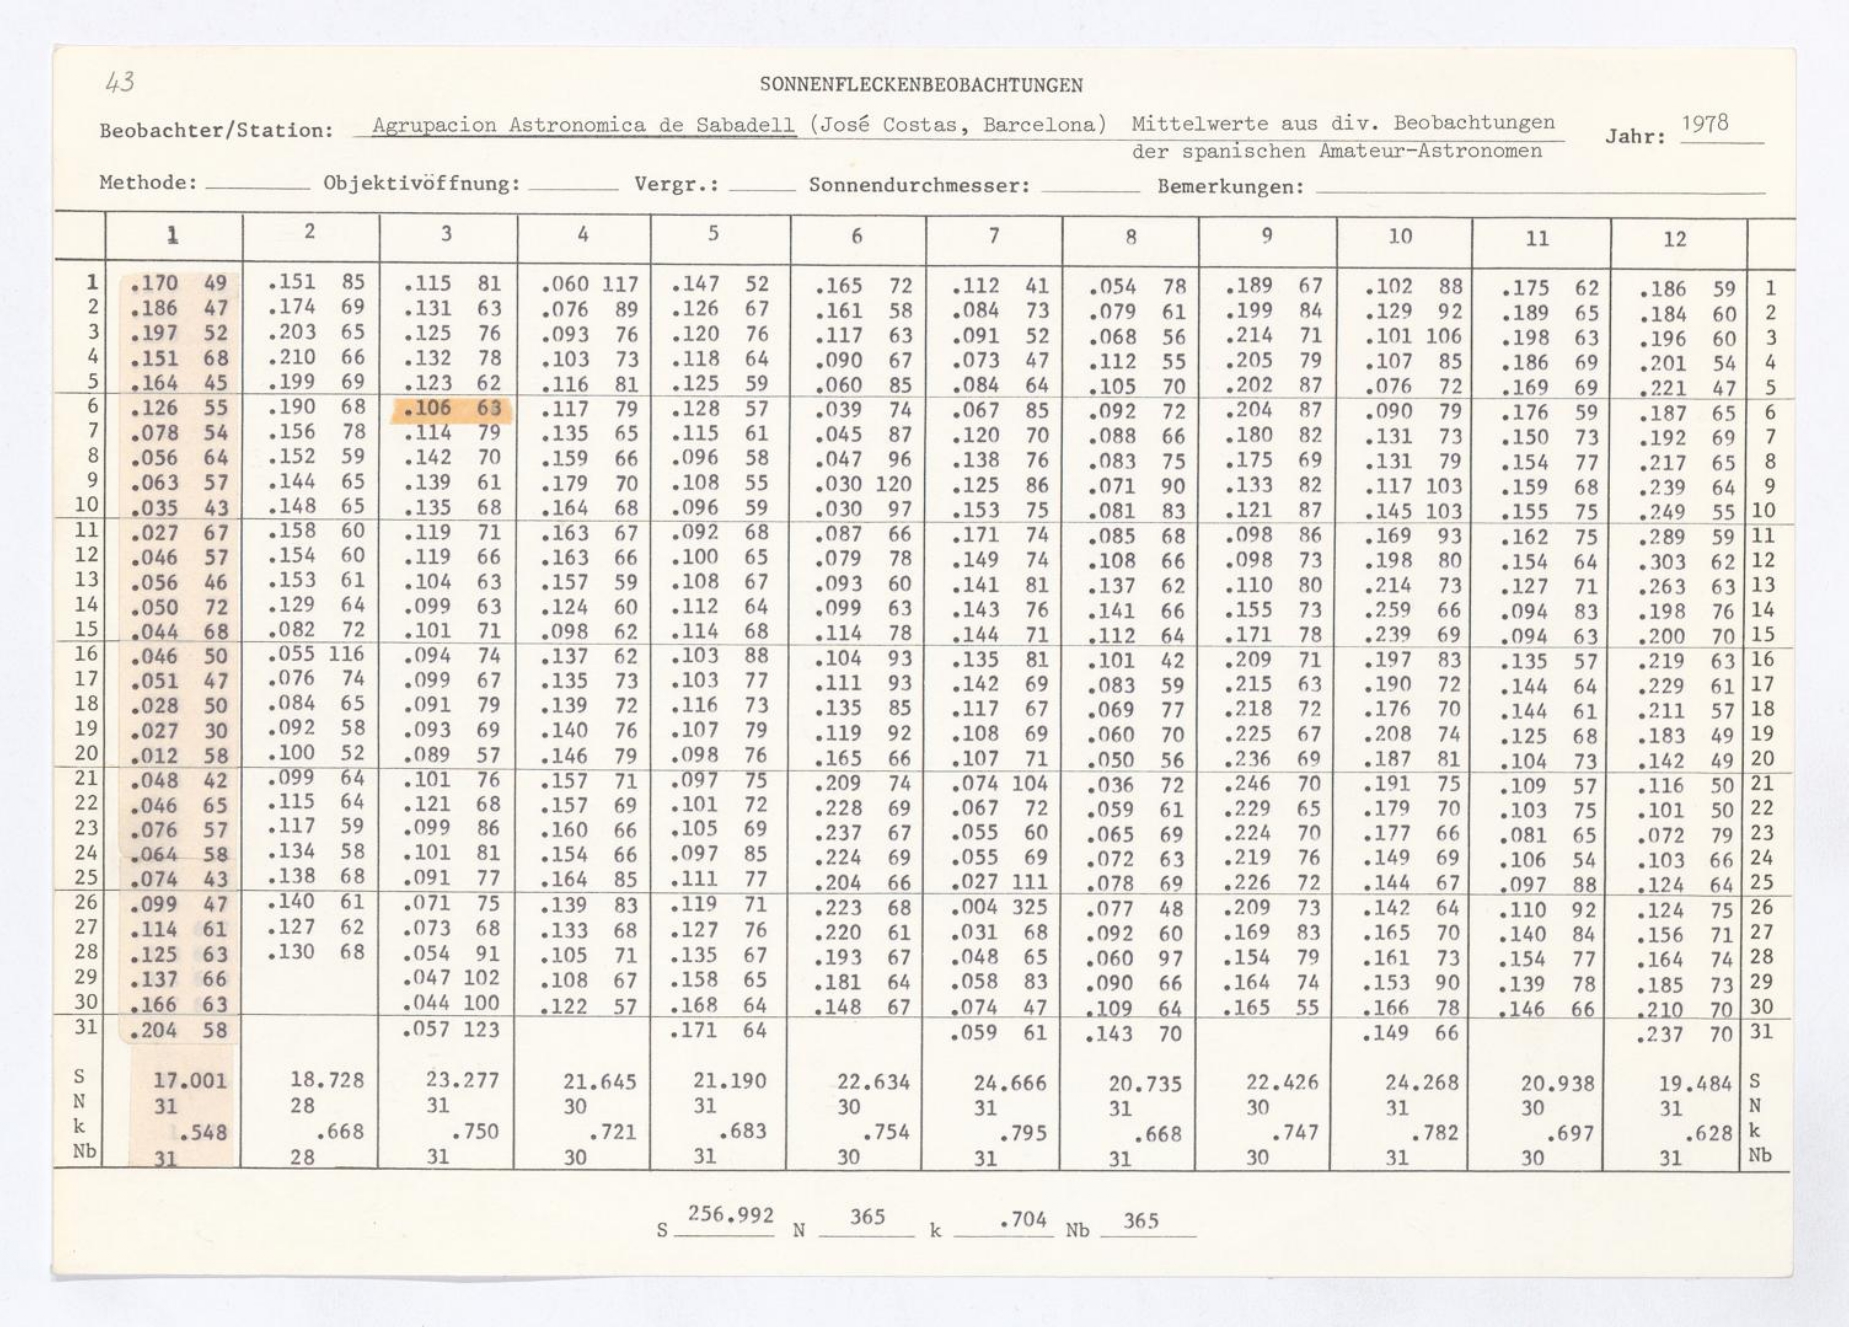 43
SONNENFLECKENBEOBACHTUNGEN
Beobachter/Station: Agrupacion Astronomica de Sabadell (José Costas, Barcelona) Mittelwerte aus div. Beobachtungen Jahr: 1978
der spanischen Amateur-Astronomen
Methode: Objektivöffnung: Vergr.: Sonnendurchmesser: Bemerkungen:
1 2 3 4 5 6 7 8 9 10 11 12
1 .170 49 .151 85 .115 81 .060 117 .147 52 .165 72 .112 41 .054 78 .189 67 .102 88 .175 62 .186 59 1
2 .186 47 .174 69 .131 63 .076 89 .126 67 .161 58 .084 73 .079 61 .199 84 .129 92 .189 65 .184 60 2
3 .197 52 .203 65 .125 76 .093 76 .120 76 .117 63 .091 52 .068 56 .214 71 .101 106 .198 63 .196 60 3
4 .151 68 .210 66 .132 78 .103 73 .118 64 .090 67 .073 47 .112 55 .205 79 .107 85 .186 69 .201 54 4
5 .164 45 .199 69 .123 62 .116 81 .125 59 .060 85 .084 64 .105 70 .202 87 .076 72 .169 69 .221 47 5
6 .126 55 .190 68 .106 63 .117 79 .128 57 .039 74 .067 85 .092 72 .204 87 .090 79 .176 59 .187 65 6
7 .078 54 .156 78 .114 79 .135 65 .115 61 .045 87 .120 70 .088 66 .180 82 .131 73 .150 73 .192 69 7
8 .056 64 .152 59 .142 70 .159 66 .096 58 .047 96 .138 76 .083 75 .175 69 .131 79 .154 77 .217 65 8
9 .063 57 .144 65 .139 61 .179 70 .108 55 .030 120 .125 86 .071 90 .133 82 .117 103 .159 68 .239 64 9
10 .035 43 .148 65 .135 68 .164 68 .096 59 .030 97 .153 75 .081 83 .121 87 .145 103 .155 75 .249 55 10
11 .027 67 .158 60 .119 71 .163 67 .092 68 .087 66 .171 74 .085 68 .098 86 .169 93 .162 75 .289 59 11
12 .046 57 .154 60 .119 66 .163 66 .100 65 .079 78 .149 74 .108 66 .098 73 .198 80 .154 64 .303 62 12
13 .056 46 .153 61 .104 63 .157 59 .108 67 .093 60 .141 81 .137 62 .110 80 .214 73 .127 71 .263 63 13
14 .050 72 .129 64 .099 63 .124 60 .112 64 .099 63 .143 76 .141 66 .155 73 .259 66 .094 83 .198 76 14
15 .044 68 .082 72 .101 71 .098 62 .114 68 .114 78 .144 71 .112 64 .171 78 .239 69 .094 63 .200 70 15
16 .046 50 .055 116 .094 74 .137 62 .103 88 .104 93 .135 81 .101 42 .209 71 .197 83 .135 57 .219 63 16
17 .051 47 .076 74 .099 67 .135 73 .103 77 .111 93 .142 69 .083 59 .215 63 .190 72 .144 64 .229 61 17
18 .028 50 .084 65 .091 79 .139 72 .116 73 .135 85 .117 67 .069 77 .218 72 .176 70 .144 61 .211 57 18
19 .027 30 .092 58 .093 69 .140 76 .107 79 .119 92 .108 69 .060 70 .225 67 .208 74 .125 68 .183 49 19
20 .012 58 .100 52 .089 57 .146 79 .098 76 .165 66 .107 71 .050 56 .236 69 .187 81 .104 73 .142 49 20
21 .048 42 .099 64 .101 76 .157 71 .097 75 .209 74 .074 104 .036 72 .246 70 .191 75 .109 57 .116 50 21
22 .046 65 .115 64 .121 68 .157 69 .101 72 .228 69 .067 72 .059 61 .229 65 .179 70 .103 75 .101 50 22
23 .076 57 .117 59 .099 86 .160 66 .105 69 .237 67 .055 60 .065 69 .224 70 .177 66 .081 65 .072 79 23
24 .064 58 .134 58 .101 81 .154 66 .097 85 .224 69 .055 69 .072 63 .219 76 .149 69 .106 54 .103 66 24
25 .074 43 .138 68 .091 77 .164 85 .111 77 .204 66 .027 111 .078 69 .226 72 .144 67 .097 88 .124 64 25
26 .099 47 .140 61 .071 75 .139 83 .119 71 .223 68 .004 325 .077 48 .209 73 .142 64 .110 92 .124 75 26
27 .114 61 .127 62 .073 68 .133 68 .127 76 .220 61 .031 68 .092 60 .169 83 .165 70 .140 84 .156 71 27
28 .125 63 .130 68 .054 91 .105 71 .135 67 .193 67 .048 65 .060 97 .154 79 .161 73 .154 77 .164 74 28
29 .137 66 .047 102 .108 67 .158 65 .181 64 .058 83 .090 66 .164 74 .153 90 .139 78 .185 73 29
30 .166 63 .044 100 .122 57 .168 64 .148 67 .074 47 .109 64 .165 55 .166 78 .146 66 .210 70 30
31 .204 58 .057 123 .171 64 .059 61 .143 70 .149 66 .237 70 31
S 17.001 18.728 23.277 21.645 21.190 22.634 24.666 20.735 22.426 24.268 20.938 19.484 S
N 31 28 31 30 31 30 31 31 30 31 30 31 N
k .548 .668 .750 .721 .683 .754 .795 .668 .747 .782 .697 .628 k
Nb 31 28 31 30 31 30 31 31 30 31 30 31 Nb
S 256.992 N 365 k .704 Nb 365